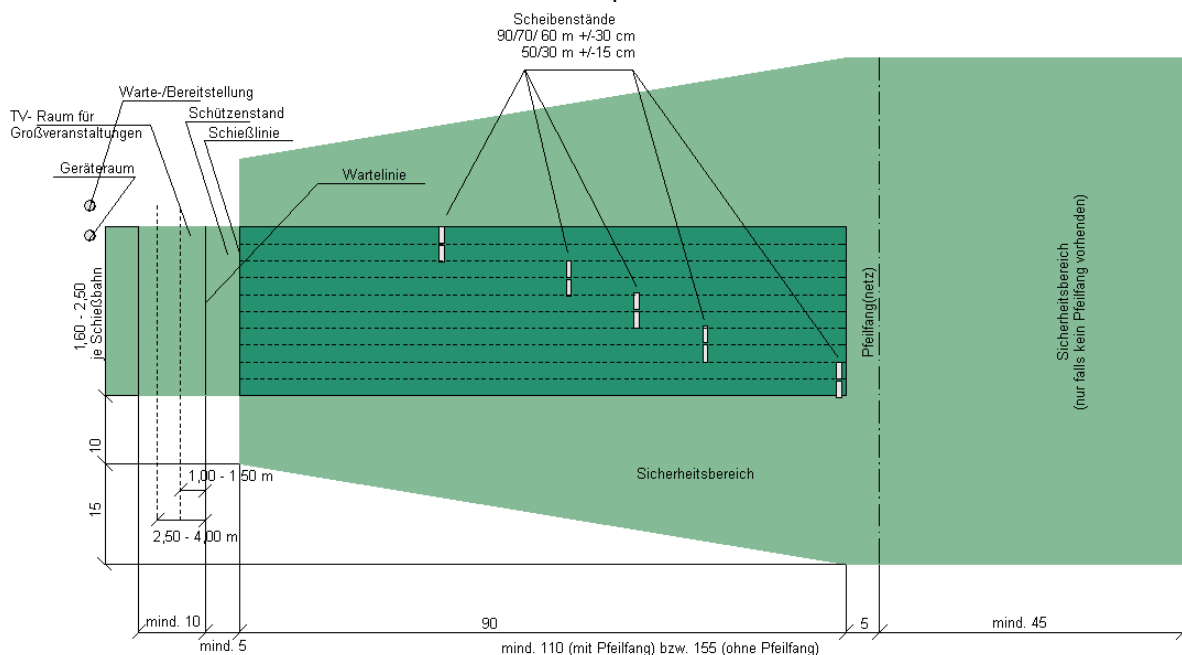 Scheibenstände
90/70/ 60 m +/-30 cm
50/30 m +/-15 cm
Warte-/Bereitstellung
TV- Raum für
Großveranstaltungen
Schützenstand
Schießlinie
Geräteraum
Wartelinie
1,60 - 2,50
je Schießbahn
Pfeilfang(netz)
Sicherheitsbereich
(nur falls kein Pfeilfang vorhenden)
10
Sicherheitsbereich
1,00 - 1,50 m
15
2,50 - 4,00 m
mind. 10
90
5
mind. 45
mind. 5
mind. 110 (mit Pfeilfang) bzw. 155 (ohne Pfeilfang)